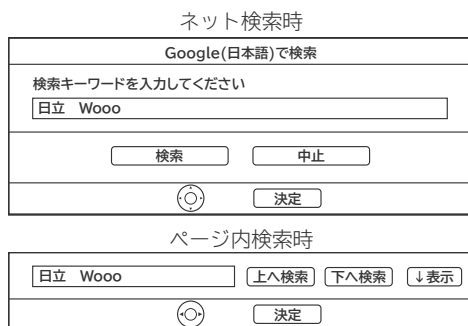 ネット検索時
Google(日本語)で検索
検索キーワードを入力してください
日立　Wooo
検索　中止
決定
ページ内検索時
日立　Wooo　上へ検索　下へ検索　↓表示
決定